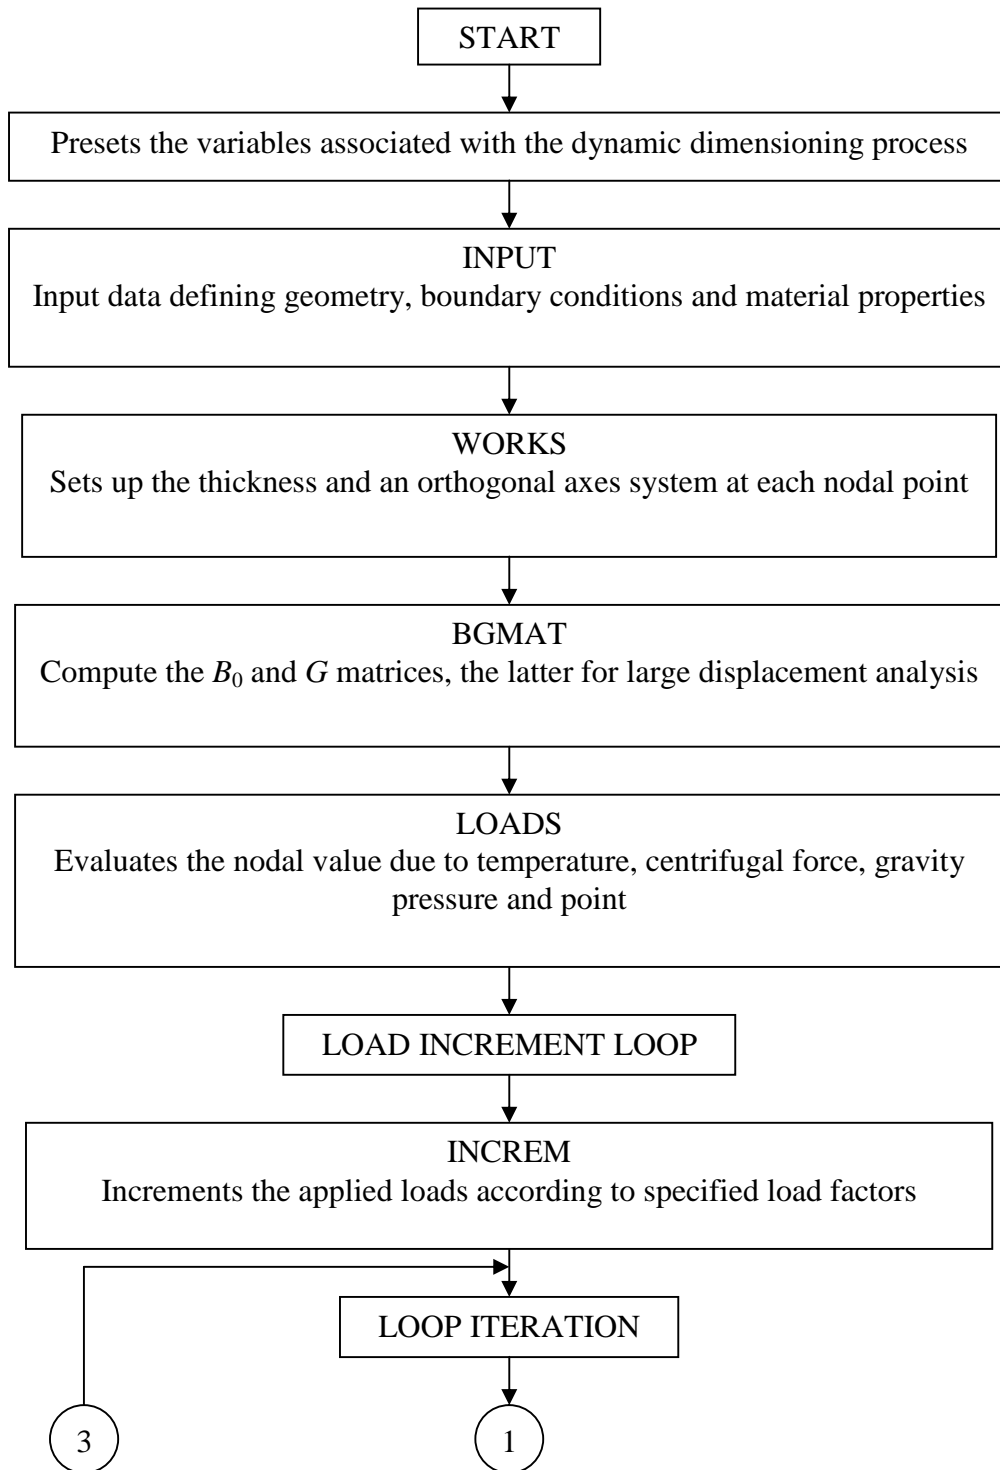 START
Presets the variables associated with the dynamic dimensioning process
INPUT
Input data defining geometry, boundary conditions and material properties
WORKS
Sets up the thickness and an orthogonal axes system at each nodal point
BGMAT
Compute the B₀ and G matrices, the latter for large displacement analysis
LOADS
Evaluates the nodal value due to temperature, centrifugal force, gravity
pressure and point
LOAD INCREMENT LOOP
INCREM
Increments the applied loads according to specified load factors
LOOP ITERATION
3
1